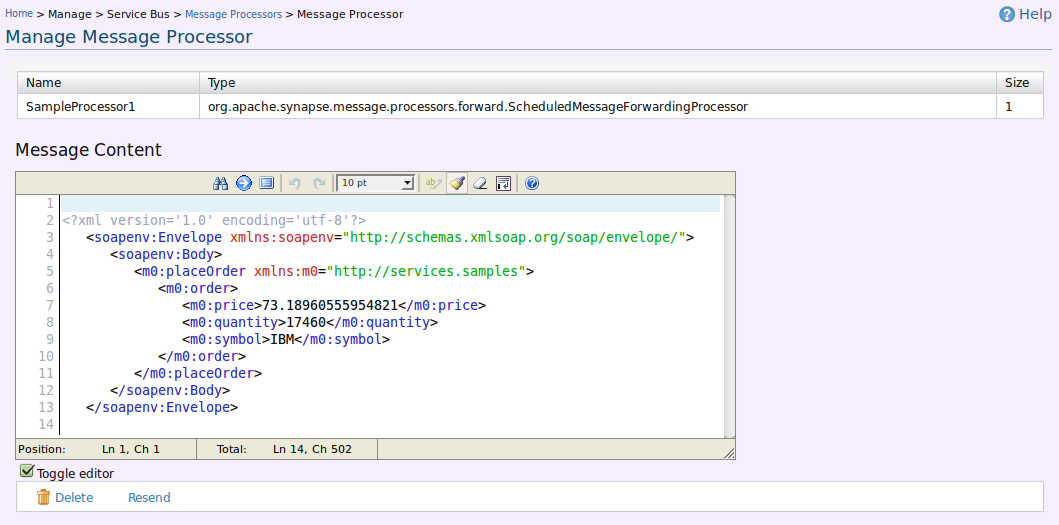 Home > Manage > Service Bus > Message Processors > Message Processor
Help
Manage Message Processor
Name Type Size
SampleProcessor1 org.apache.synapse.message.processors.forward.ScheduledMessageForwardingProcessor 1
Message Content
10 pt
1
2 <?xml version='1.0' encoding='utf-8'?>
3 <soapenv:Envelope xmlns:soapenv="http://schemas.xmlsoap.org/soap/envelope/">
4 <soapenv:Body>
5 <m0:placeOrder xmlns:m0="http://services.samples">
6 <m0:order>
7 <m0:price>73.18960555954821</m0:price>
8 <m0:quantity>17460</m0:quantity>
9 <m0:symbol>IBM</m0:symbol>
10 </m0:order>
11 </m0:placeOrder>
12 </soapenv:Body>
13 </soapenv:Envelope>
14
Position: Ln 1, Ch 1 Total: Ln 14, Ch 502
Toggle editor
Delete Resend